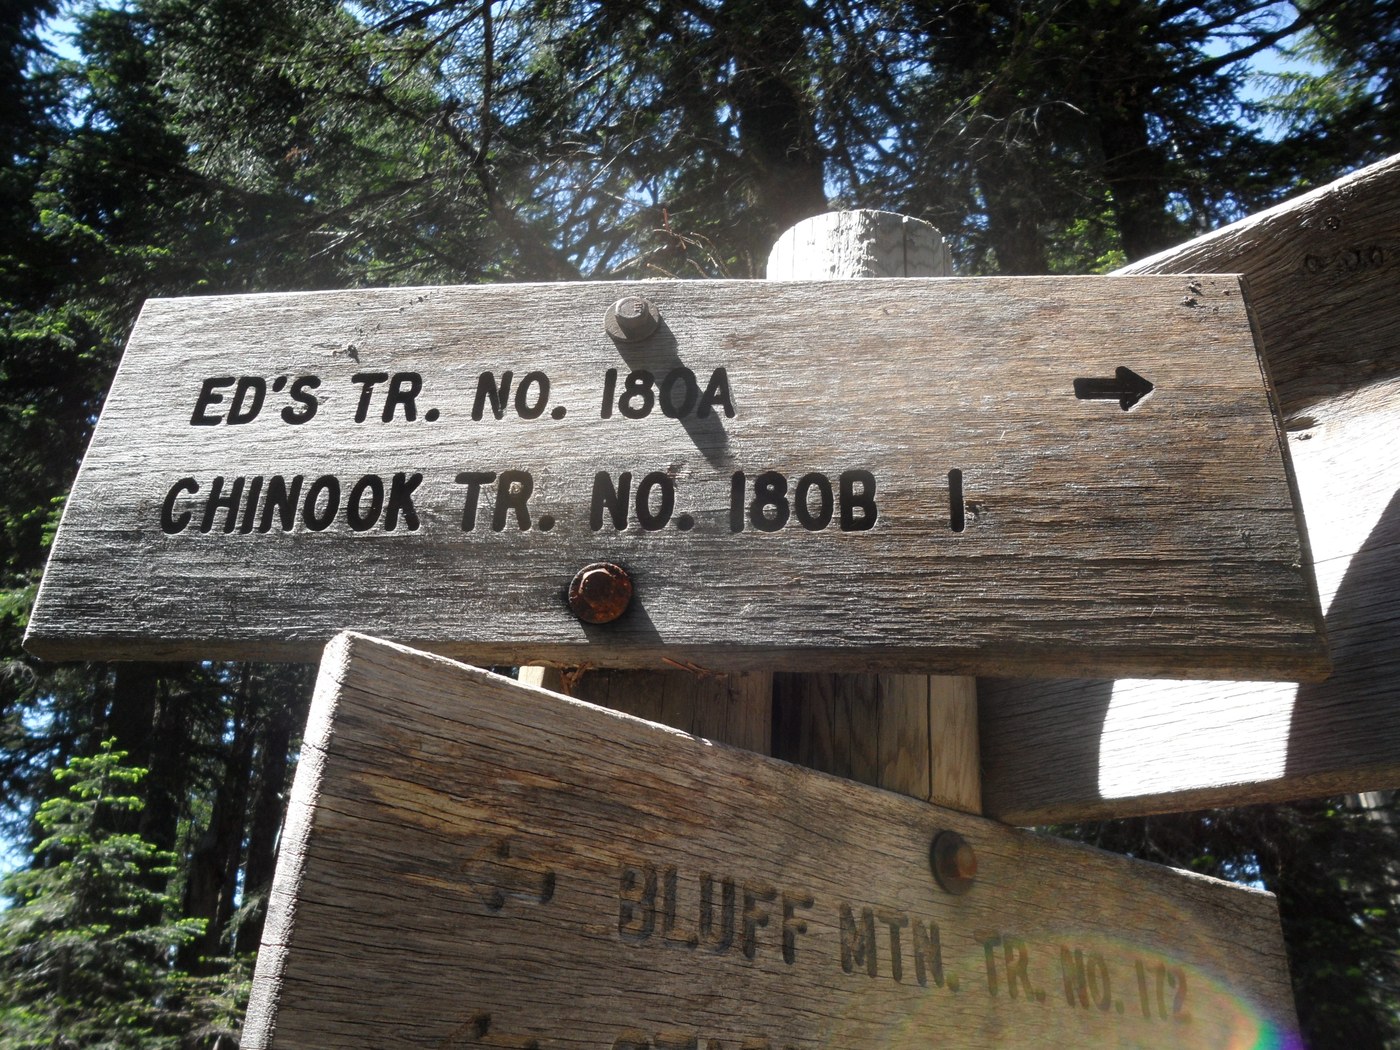 ED'S TR. NO. 180A →
CHINOOK TR. NO. 180B 1
BLUFF MTN. TR. NO. 172